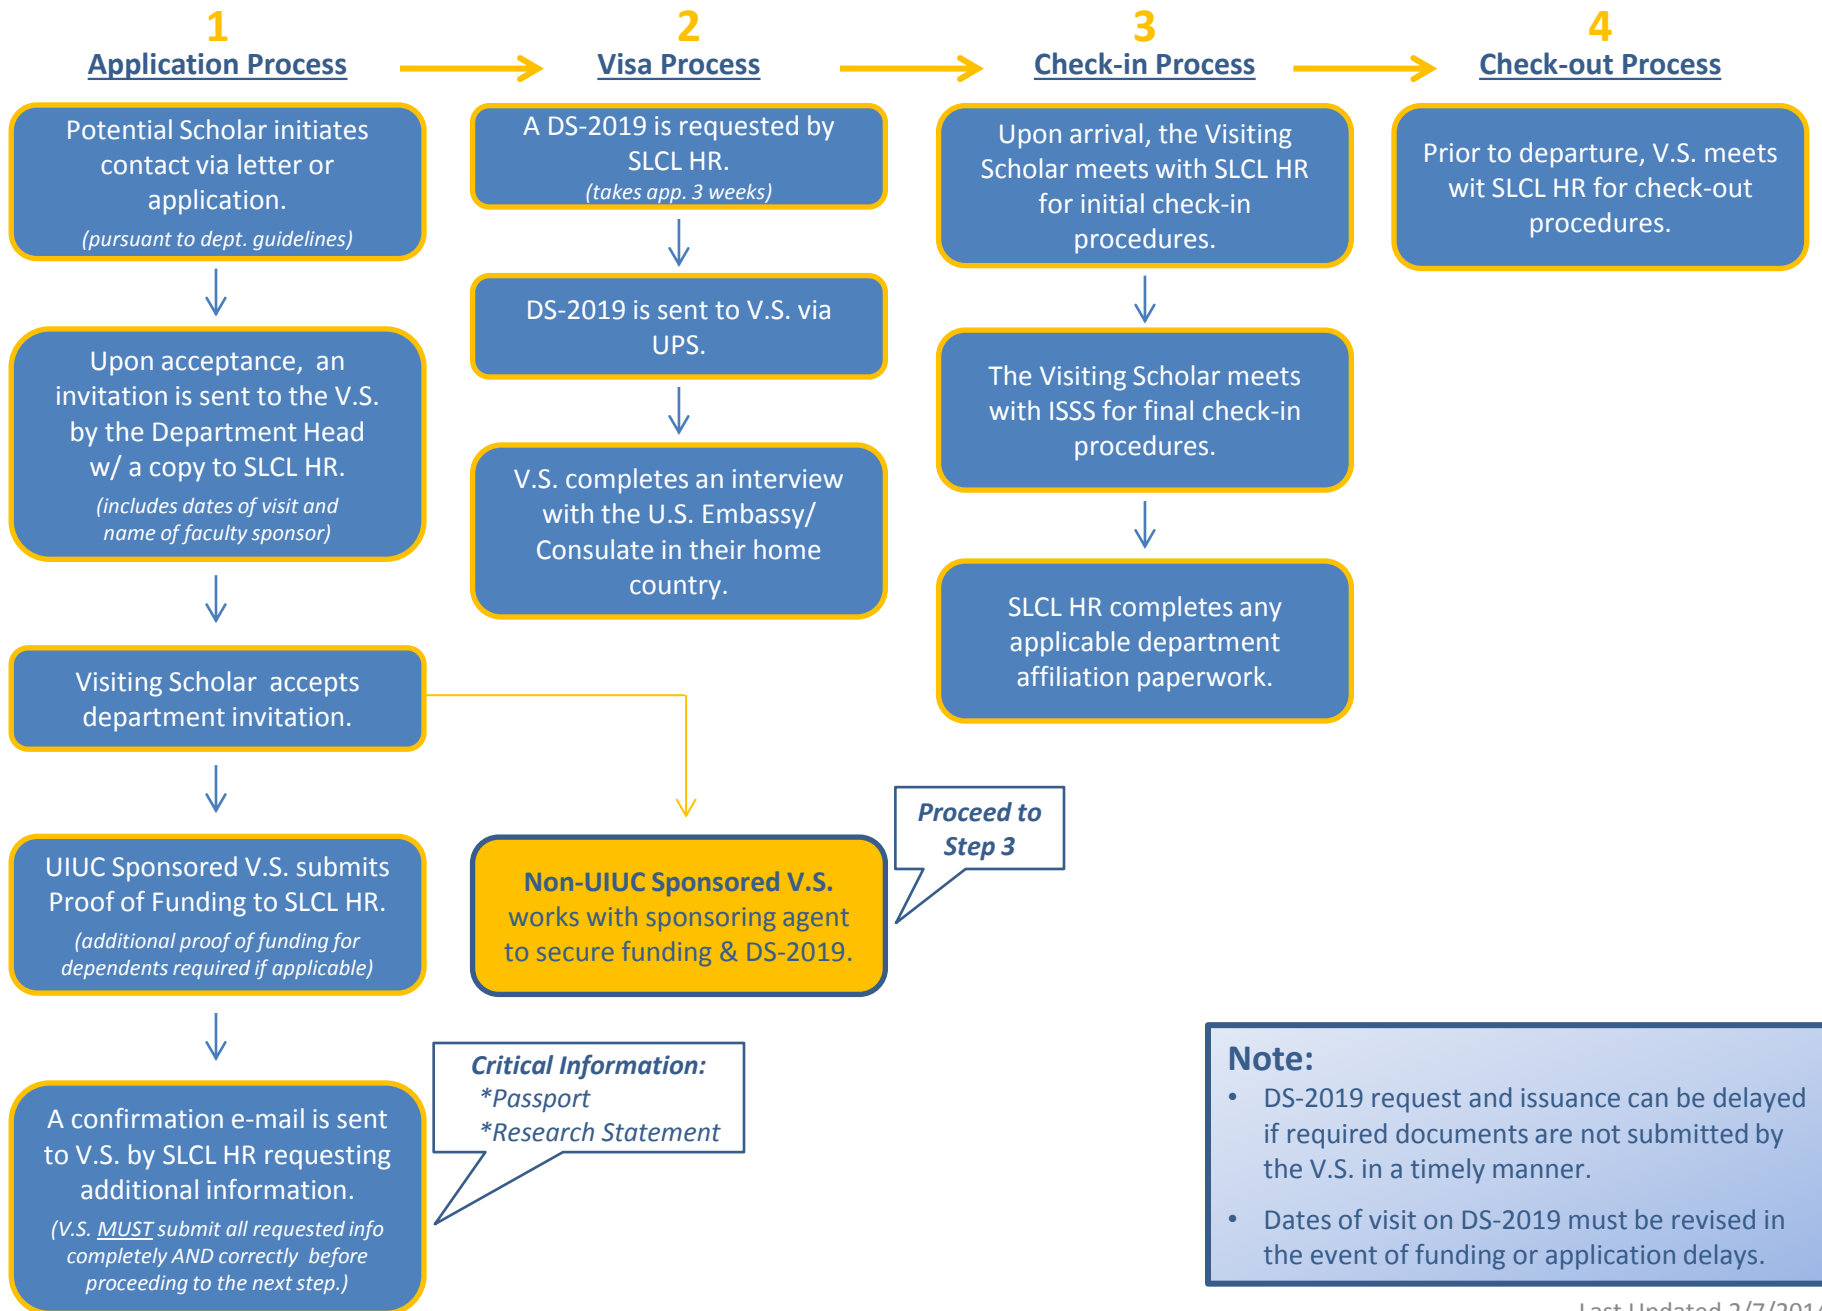 1
Application Process
Potential Scholar initiates
contact via letter or
application.
(pursuant to dept. guidelines)
Upon acceptance, an
invitation is sent to the V.S.
by the Department Head
w/ a copy to SLCL HR.
(includes dates of visit and
name of faculty sponsor)
Visiting Scholar accepts
department invitation.
UIUC Sponsored V.S. submits
Proof of Funding to SLCL HR.
(additional proof of funding for
dependents required if applicable)
A confirmation e-mail is sent
to V.S. by SLCL HR requesting
additional information.
(V.S. MUST submit all requested info
completely AND correctly before
proceeding to the next step.)
Critical Information:
*Passport
*Research Statement
2
Visa Process
A DS-2019 is requested by
SLCL HR.
(takes app. 3 weeks)
DS-2019 is sent to V.S. via
UPS.
V.S. completes an interview
with the U.S. Embassy/
Consulate in their home
country.
Non-UIUC Sponsored V.S.
works with sponsoring agent
to secure funding & DS-2019.
Proceed to
Step 3
3
Check-in Process
Upon arrival, the Visiting
Scholar meets with SLCL HR
for initial check-in
procedures.
The Visiting Scholar meets
with ISSS for final check-in
procedures.
SLCL HR completes any
applicable department
affiliation paperwork.
4
Check-out Process
Prior to departure, V.S. meets
wit SLCL HR for check-out
procedures.
Note:
• DS-2019 request and issuance can be delayed
if required documents are not submitted by
the V.S. in a timely manner.
• Dates of visit on DS-2019 must be revised in
the event of funding or application delays.
Last Updated 2/7/2014